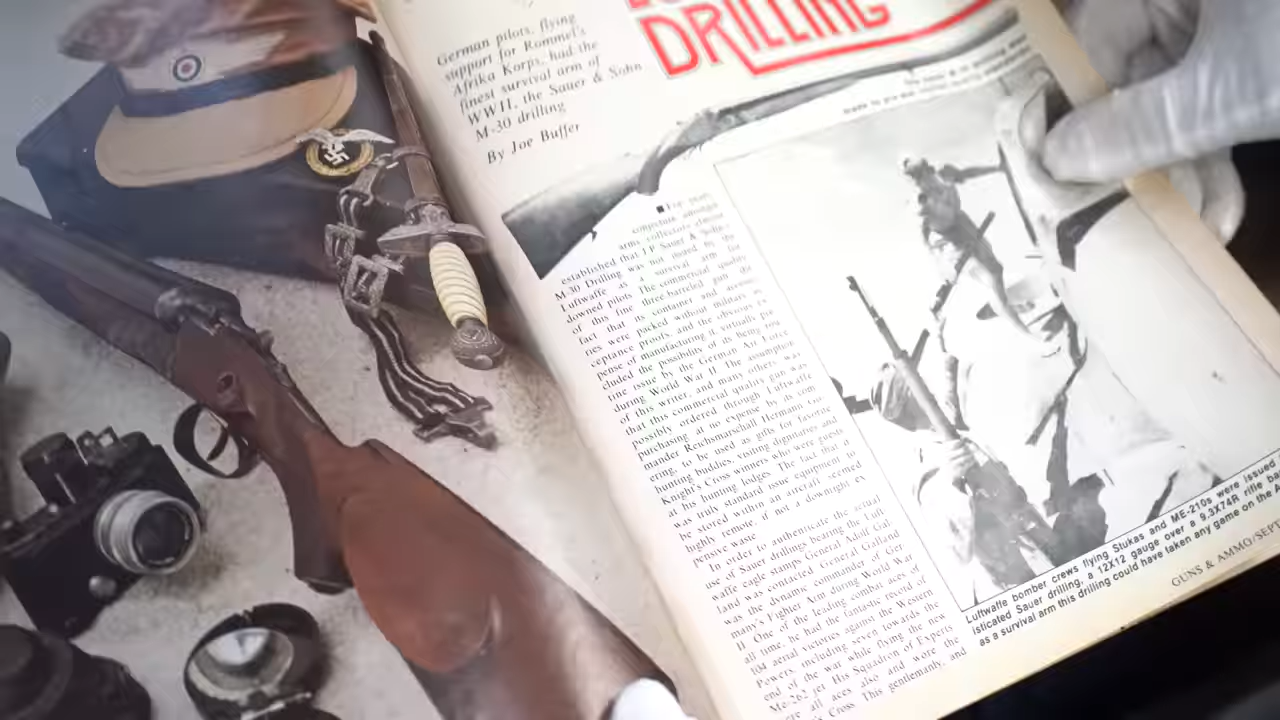 DRILLING
German pilots, flying
support for Rommel's
Afrika Korps, had the
finest survival arm of
WWII, the Sauer & Sohn
M-30 drilling
By Joe Buffer
■For years
conjecture amongst
arms collectors almost
established that J P Sauer & Sohn
M-30 Drilling was not issued by the
Luftwaffe as a survival arm for
downed pilots The commercial quality
of this fine three-barreled gun the
fact that its container and accesso
ries were packed without military ac
ceptance proofs, and the obvious ex
pense of manufacturing it virtually pre
cluded the possibility of its being rou
tine issue by the German Air Force
during World War II The assumption
of this writer, and many others, was
that this commercial quality gun was
possibly ordered through Luftwaffe
purchasing at no expense to its com
mander Reichsmarschall Hermann Go-
ering, to be used as gifts for favorite
hunting buddies, visiting dignitaries and
Knight's Cross winners who were guests
at his hunting lodges. The fact that it
was truly standard issue equipment to
be stored within an aircraft seemed
highly remote, if not a downright ex
pensive waste
In order to authenticate the actual
use of Sauer drillings bearing the Luft-
waffe eagle stamps, General Adolf Gal-
land was contacted General Galland
was the dynamic commander of Ger-
many's Fighter Arm during World War
II One of the leading combat aces of
all time, he had the fantastic record of
104 aerial victories against the Western
Powers, including seven towards the
end of the war while flying the new
Me-262 jet His Squadron of Experts
were all aces also and wore the
Cross This gentlemanly, and
Luftwaffe bomber crews flying Stukas and ME-210s were issued
isticated Sauer drilling, a 12X12 gauge over a 9.3X74R rifle
as a survival arm this drilling could have taken any game on the
GUNS & AMMO/SEPT